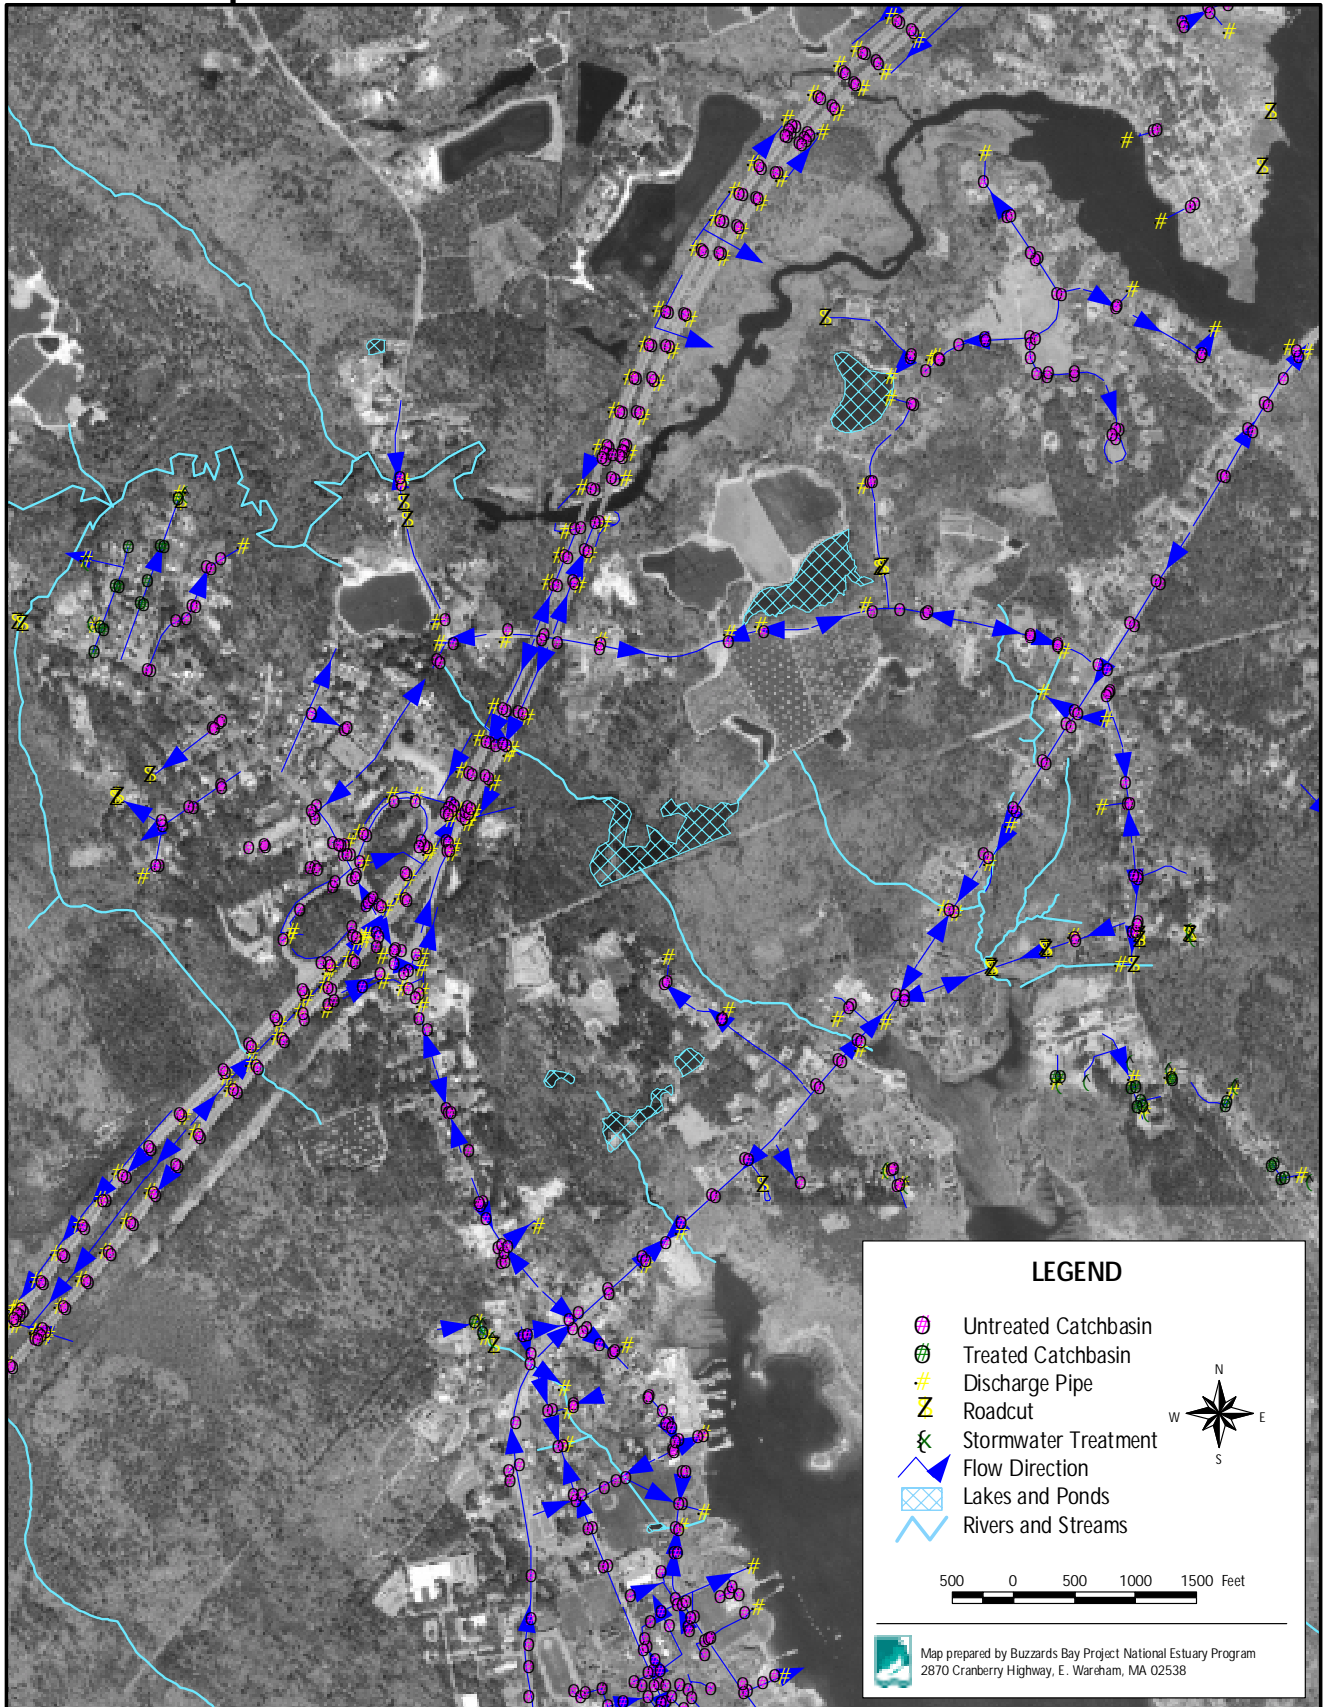 LEGEND
Untreated Catchbasin
Treated Catchbasin
Discharge Pipe
Roadcut
Stormwater Treatment
Flow Direction
Lakes and Ponds
Rivers and Streams
N
W E
S
500 0 500 1000 1500 Feet
Map prepared by Buzzards Bay Project National Estuary Program
2870 Cranberry Highway, E. Wareham, MA 02538